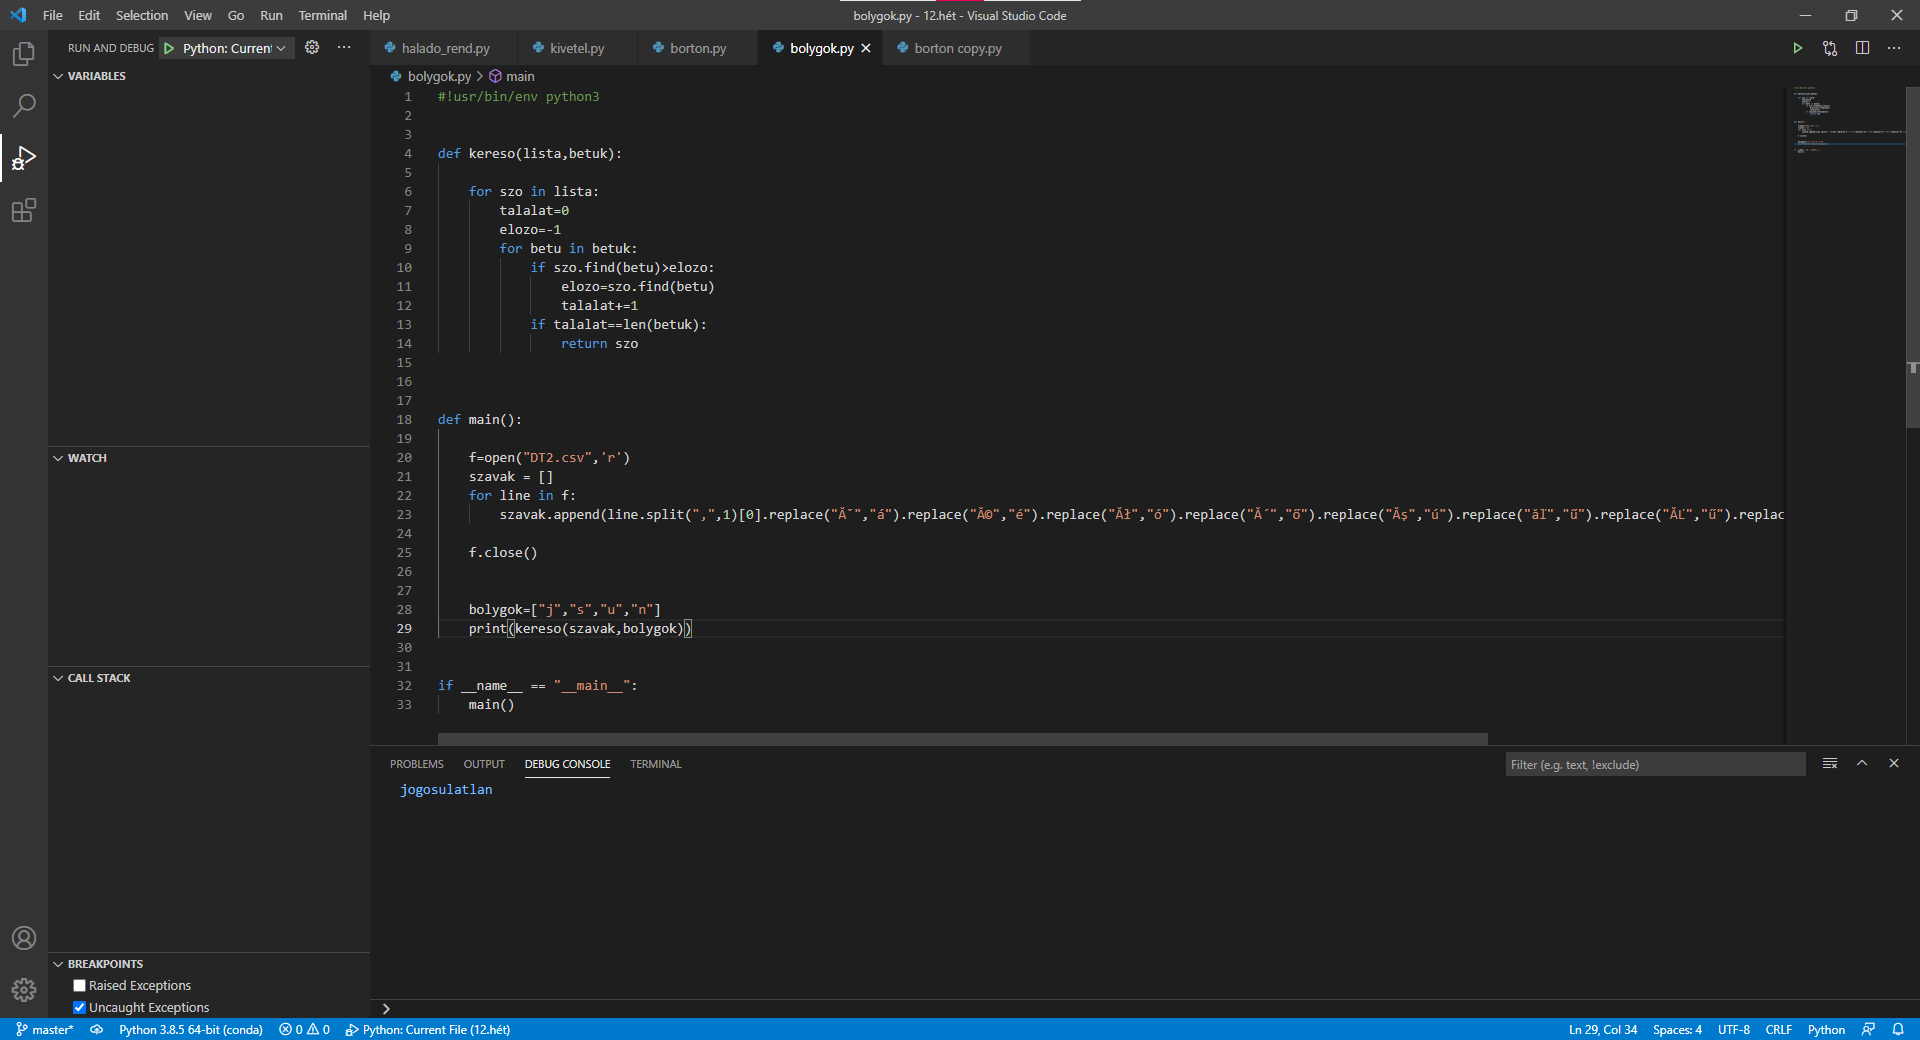 File Edit Selection View Go Run Terminal Help
bolygok.py - 12.hét - Visual Studio Code
RUN AND DEBUG Python: Current
halado_rend.py kivetel.py borton.py bolygok.py borton copy.py
VARIABLES
WATCH
CALL STACK
BREAKPOINTS
Raised Exceptions
Uncaught Exceptions
bolygok.py > main
1 #!usr/bin/env python3
2
3
4 def kereso(lista,betuk):
5
6 for szo in lista:
7 talalat=0
8 elozo=-1
9 for betu in betuk:
10 if szo.find(betu)>elozo:
11 elozo=szo.find(betu)
12 talalat+=1
13 if talalat==len(betuk):
14 return szo
15
16
17
18 def main():
19
20 f=open("DT2.csv",'r')
21 szavak = []
22 for line in f:
23 szavak.append(line.split(",",1)[0].replace("Ăˇ","á").replace("Ă©","é").replace("Ăł","ó").replace("Ă´","ő").replace("Ăş","ú").replace("ăľ","ű").replace("ĂĽ","ű").replac
24
25 f.close()
26
27
28 bolygok=["j","s","u","n"]
29 print(kereso(szavak,bolygok))
30
31
32 if __name__ == "__main__":
33 main()
PROBLEMS OUTPUT DEBUG CONSOLE TERMINAL
Filter (e.g. text, !exclude)
jogosulatlan
master* Python 3.8.5 64-bit (conda) 0 0 Python: Current File (12.hét)
Ln 29, Col 34 Spaces: 4 UTF-8 CRLF Python